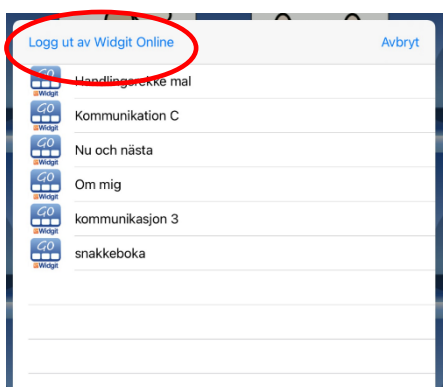 Logg ut av Widgit Online Avbryt
GO
Widgit
Handlingsrekke mal
GO
Widgit
Kommunikation C
GO
Widgit
Nu och nästa
GO
Widgit
Om mig
GO
Widgit
kommunikasjon 3
GO
Widgit
snakkeboka